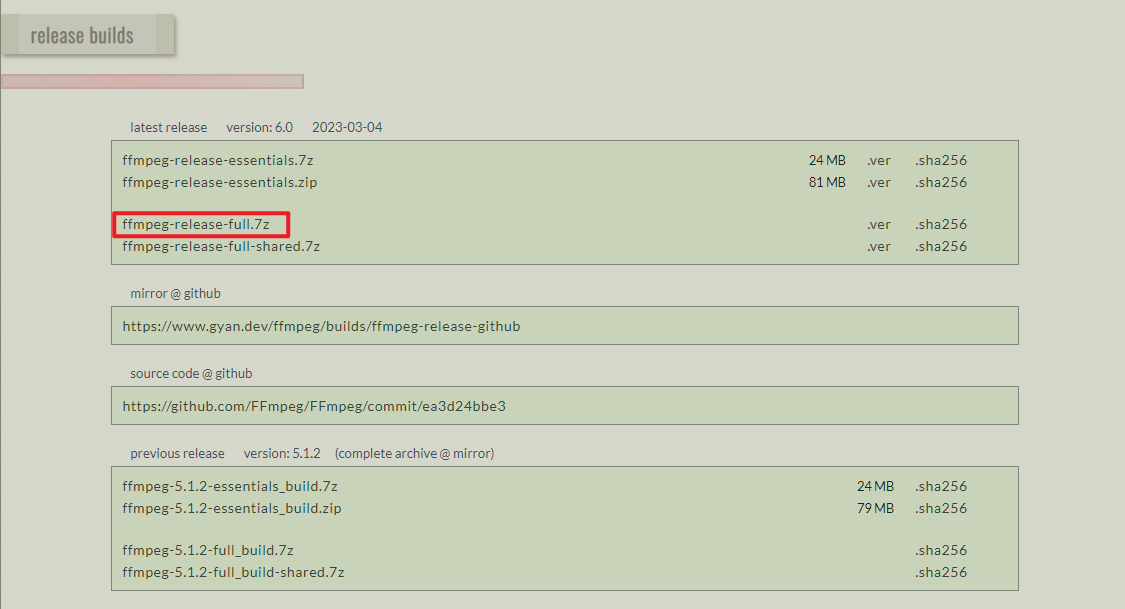 release builds
latest release version: 6.0 2023-03-04
ffmpeg-release-essentials.7z 24 MB .ver .sha256
ffmpeg-release-essentials.zip 81 MB .ver .sha256
ffmpeg-release-full.7z .ver .sha256
ffmpeg-release-full-shared.7z .ver .sha256
mirror @ github
https://www.gyan.dev/ffmpeg/builds/ffmpeg-release-github
source code @ github
https://github.com/FFmpeg/FFmpeg/commit/ea3d24bbe3
previous release version: 5.1.2 (complete archive @ mirror)
ffmpeg-5.1.2-essentials_build.7z 24 MB .sha256
ffmpeg-5.1.2-essentials_build.zip 79 MB .sha256
ffmpeg-5.1.2-full_build.7z .sha256
ffmpeg-5.1.2-full_build-shared.7z .sha256